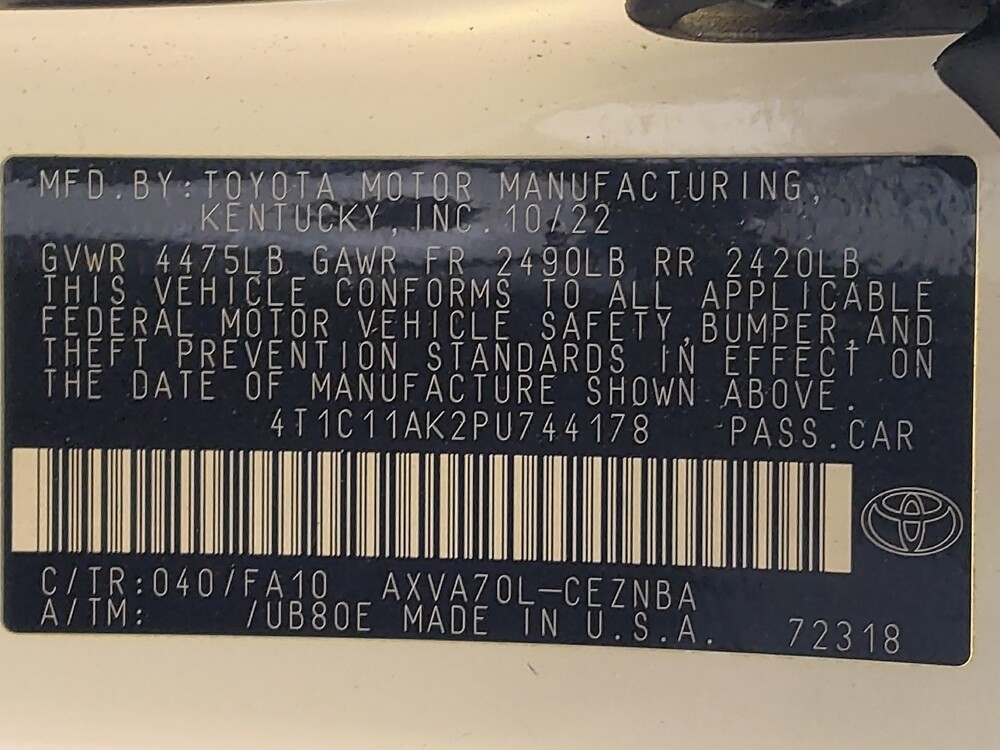 MFD.BY:TOYOTA MOTOR MANUFACTURING,
KENTUCKY,INC. 10/22
GVWR 4475LB GAWR FR 2490LB RR 2420LB
THIS VEHICLE CONFORMS TO ALL APPLICABLE
FEDERAL MOTOR VEHICLE SAFETY,BUMPER,AND
THEFT PREVENTION STANDARDS IN EFFECT ON
THE DATE OF MANUFACTURE SHOWN ABOVE.
4T1C11AK2PU744178 PASS.CAR
C/TR:040/FA10 AXVA70L-CEZNBA
A/TM: /UB80E MADE IN U.S.A. 72318